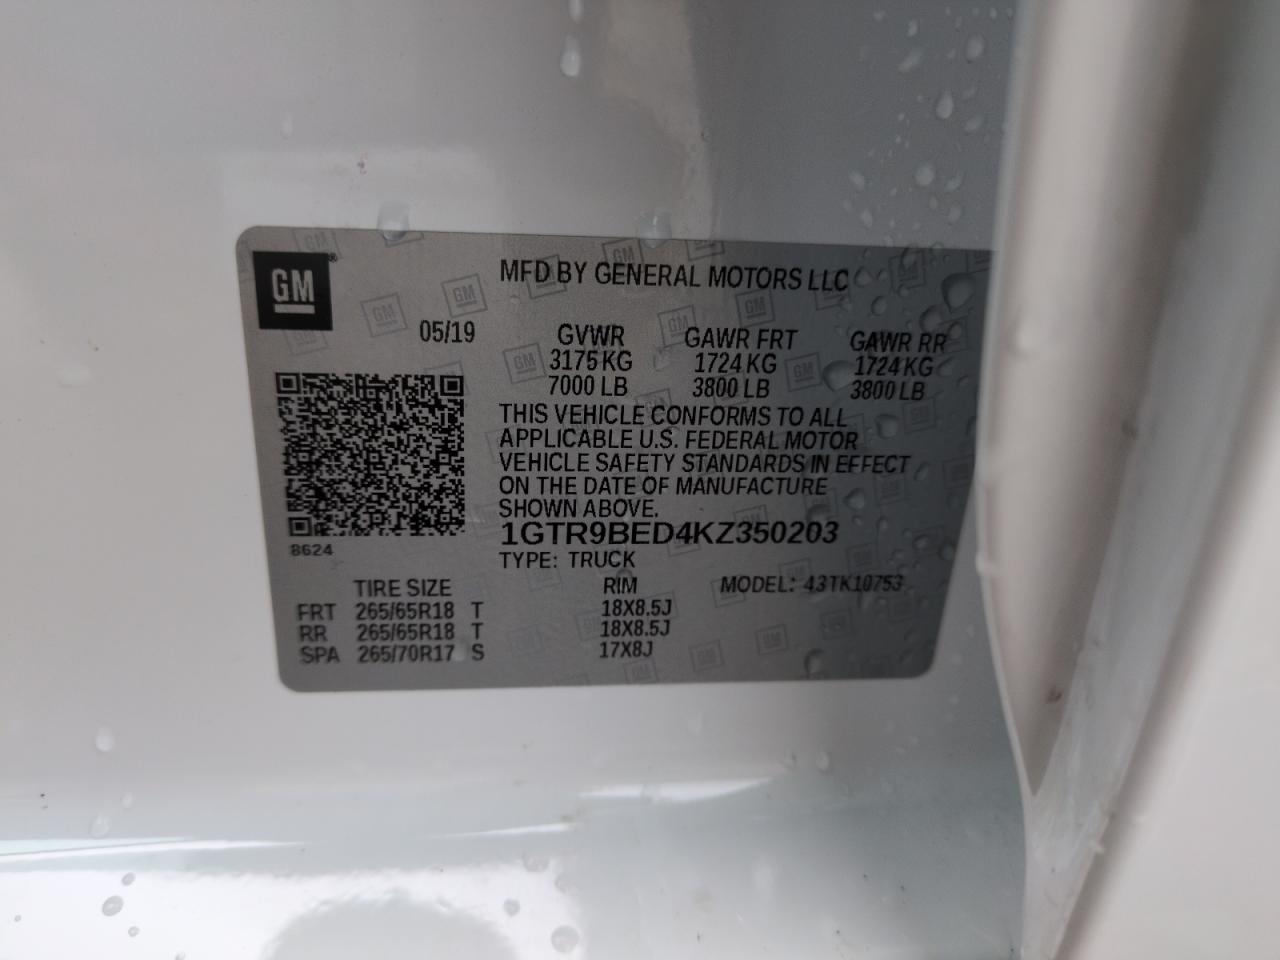 GM
MFD BY GENERAL MOTORS LLC
05/19 GVWR GAWR FRT GAWR RR
3175 KG 1724 KG 1724 KG
7000 LB 3800 LB 3800 LB
THIS VEHICLE CONFORMS TO ALL
APPLICABLE U.S. FEDERAL MOTOR
VEHICLE SAFETY STANDARDS IN EFFECT
ON THE DATE OF MANUFACTURE
SHOWN ABOVE.
1GTR9BED4KZ350203
8624
TYPE: TRUCK
TIRE SIZE RIM MODEL: 43TK10753
FRT 265/65R18 T 18X8.5J
RR 265/65R18 T 18X8.5J
SPA 265/70R17 S 17X8J